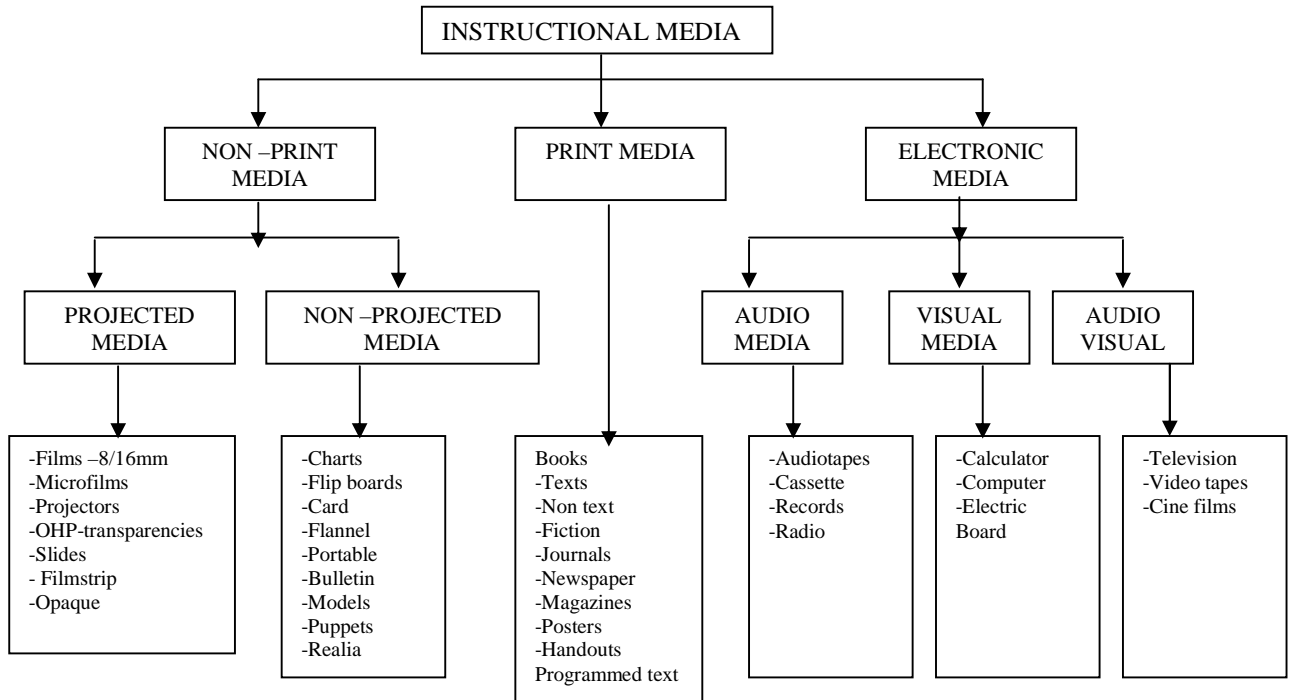 INSTRUCTIONAL MEDIA
NON –PRINT
MEDIA
PRINT MEDIA
ELECTRONIC
MEDIA
PROJECTED
MEDIA
NON –PROJECTED
MEDIA
AUDIO
MEDIA
VISUAL
MEDIA
AUDIO
VISUAL
-Films –8/16mm
-Microfilms
-Projectors
-OHP-transparencies
-Slides
- Filmstrip
-Opaque
-Charts
-Flip boards
-Card
-Flannel
-Portable
-Bulletin
-Models
-Puppets
-Realia
Books
-Texts
-Non text
-Fiction
-Journals
-Newspaper
-Magazines
-Posters
-Handouts
Programmed text
-Audiotapes
-Cassette
-Records
-Radio
-Calculator
-Computer
-Electric
Board
-Television
-Video tapes
-Cine films